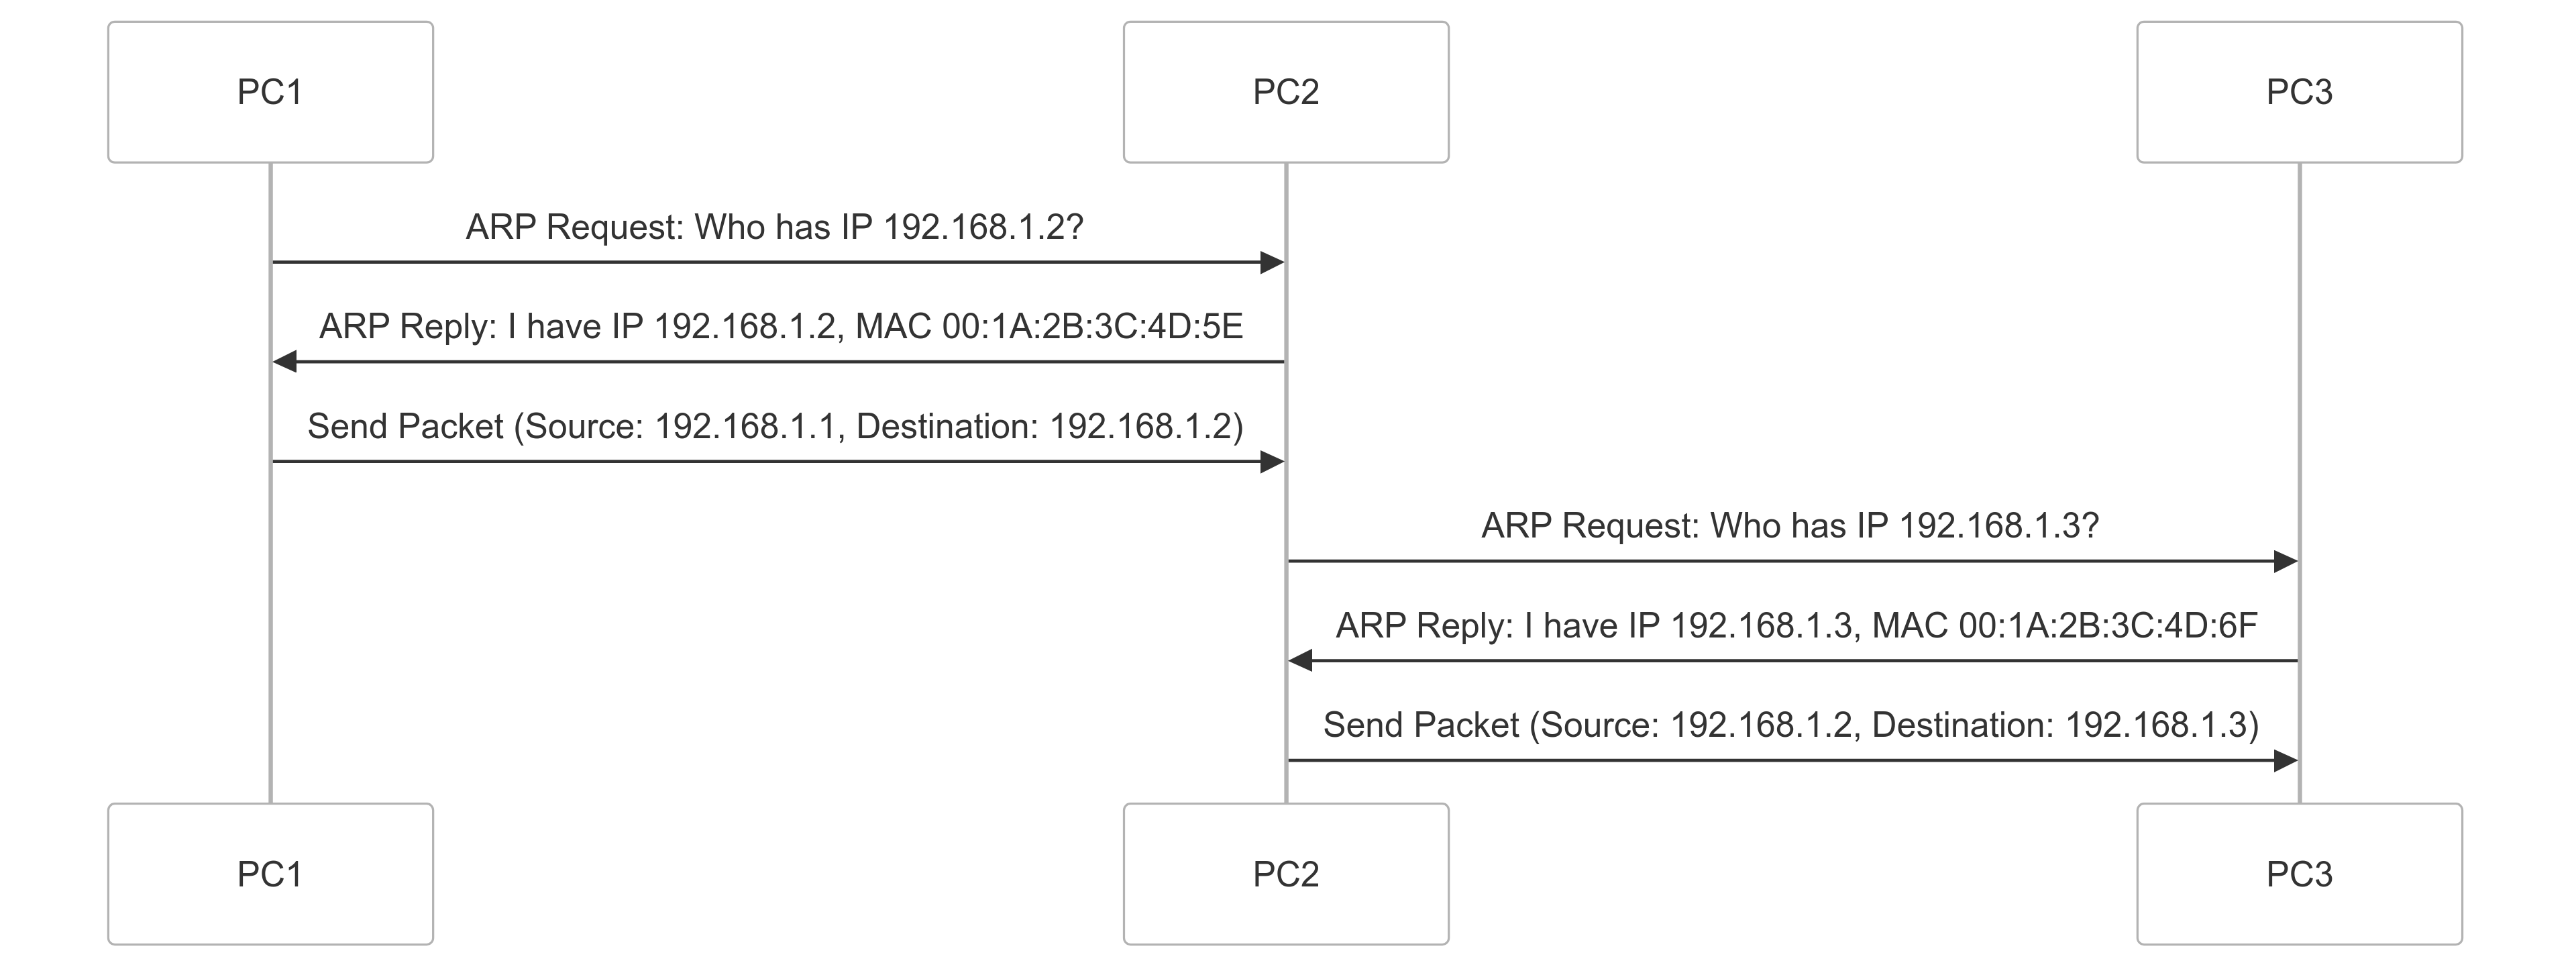 PC1
PC2
PC3
ARP Request: Who has IP 192.168.1.2?
ARP Reply: I have IP 192.168.1.2, MAC 00:1A:2B:3C:4D:5E
Send Packet (Source: 192.168.1.1, Destination: 192.168.1.2)
ARP Request: Who has IP 192.168.1.3?
ARP Reply: I have IP 192.168.1.3, MAC 00:1A:2B:3C:4D:6F
Send Packet (Source: 192.168.1.2, Destination: 192.168.1.3)
PC1
PC2
PC3